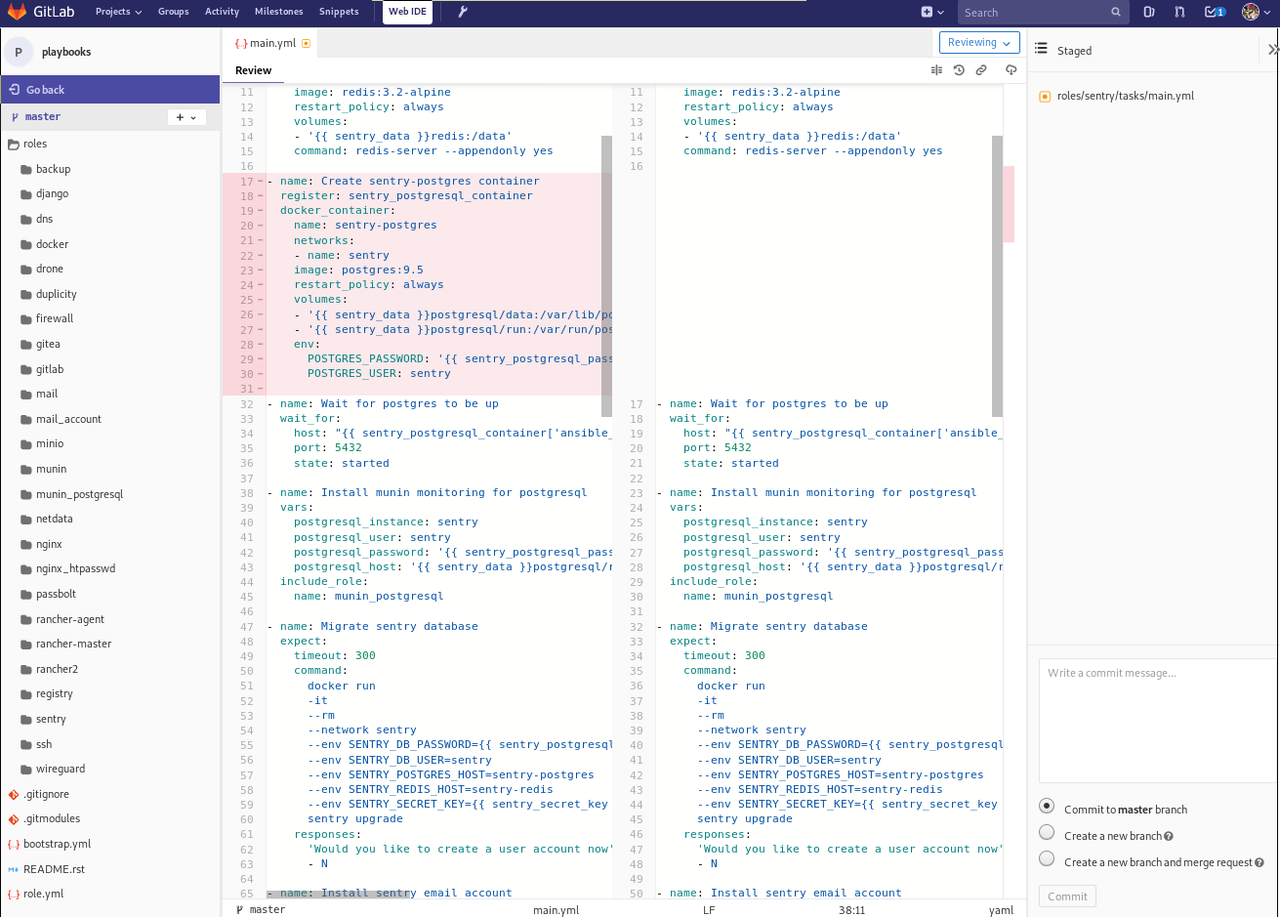 GitLab Projects Groups Activity Milestones Snippets Web IDE Search 1
P playbooks
Go back
master
roles
backup
django
dns
docker
drone
duplicity
firewall
gitea
gitlab
mail
mail_account
minio
munin
munin_postgresql
netdata
nginx
nginx_htpasswd
passbolt
rancher-agent
rancher-master
rancher2
registry
sentry
ssh
wireguard
.gitignore
.gitmodules
bootstrap.yml
README.rst
role.yml
main.yml
Reviewing
Review
11 image: redis:3.2-alpine
12 restart_policy: always
13 volumes:
14 - '{{ sentry_data }}redis:/data'
15 command: redis-server --appendonly yes
16
17 - - name: Create sentry-postgres container
18 - register: sentry_postgresql_container
19 - docker_container:
20 - name: sentry-postgres
21 - networks:
22 - - name: sentry
23 - image: postgres:9.5
24 - restart_policy: always
25 - volumes:
26 - - '{{ sentry_data }}postgresql/data:/var/lib/po
27 - - '{{ sentry_data }}postgresql/run:/var/run/pos
28 - env:
29 - POSTGRES_PASSWORD: '{{ sentry_postgresql_pass
30 - POSTGRES_USER: sentry
31 -
32 - name: Wait for postgres to be up
33 wait_for:
34 host: "{{ sentry_postgresql_container['ansible_
35 port: 5432
36 state: started
37
38 - name: Install munin monitoring for postgresql
39 vars:
40 postgresql_instance: sentry
41 postgresql_user: sentry
42 postgresql_password: '{{ sentry_postgresql_pass
43 postgresql_host: '{{ sentry_data }}postgresql/r
44 include_role:
45 name: munin_postgresql
46
47 - name: Migrate sentry database
48 expect:
49 timeout: 300
50 command:
51 docker run
52 -it
53 --rm
54 --network sentry
55 --env SENTRY_DB_PASSWORD={{ sentry_postgresql
56 --env SENTRY_DB_USER=sentry
57 --env SENTRY_POSTGRES_HOST=sentry-postgres
58 --env SENTRY_REDIS_HOST=sentry-redis
59 --env SENTRY_SECRET_KEY={{ sentry_secret_key
60 sentry upgrade
61 responses:
62 'Would you like to create a user account now'
63 - N
64
65 - name: Install sentry email account
11 image: redis:3.2-alpine
12 restart_policy: always
13 volumes:
14 - '{{ sentry_data }}redis:/data'
15 command: redis-server --appendonly yes
16
17 - name: Wait for postgres to be up
18 wait_for:
19 host: "{{ sentry_postgresql_container['ansible_
20 port: 5432
21 state: started
22
23 - name: Install munin monitoring for postgresql
24 vars:
25 postgresql_instance: sentry
26 postgresql_user: sentry
27 postgresql_password: '{{ sentry_postgresql_pass
28 postgresql_host: '{{ sentry_data }}postgresql/r
29 include_role:
30 name: munin_postgresql
31
32 - name: Migrate sentry database
33 expect:
34 timeout: 300
35 command:
36 docker run
37 -it
38 --rm
39 --network sentry
40 --env SENTRY_DB_PASSWORD={{ sentry_postgresql
41 --env SENTRY_DB_USER=sentry
42 --env SENTRY_POSTGRES_HOST=sentry-postgres
43 --env SENTRY_REDIS_HOST=sentry-redis
44 --env SENTRY_SECRET_KEY={{ sentry_secret_key
45 sentry upgrade
46 responses:
47 'Would you like to create a user account now'
48 - N
49
50 - name: Install sentry email account
Staged
roles/sentry/tasks/main.yml
Write a commit message...
Commit to master branch
Create a new branch
Create a new branch and merge request
Commit
master main.yml LF 38:11 yaml